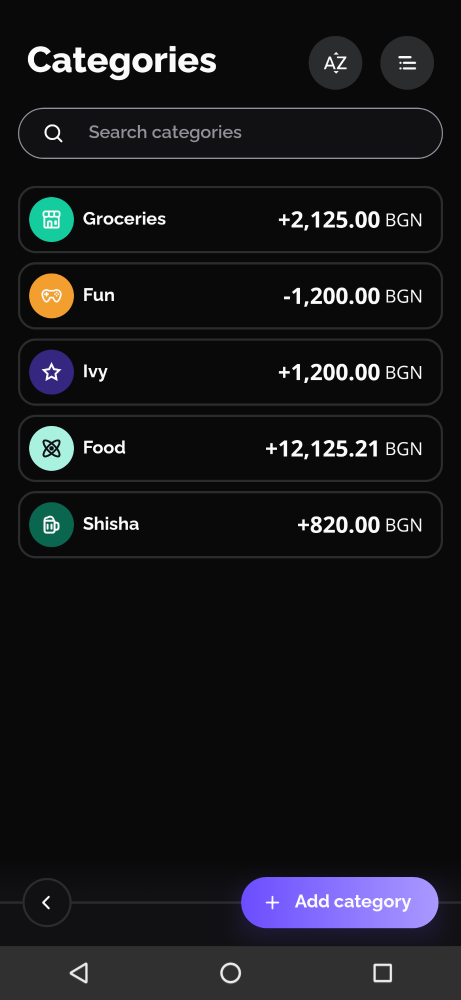 Categories
AZ
Search categories
Groceries +2,125.00 BGN
Fun -1,200.00 BGN
Ivy +1,200.00 BGN
Food +12,125.21 BGN
Shisha +820.00 BGN
Add category